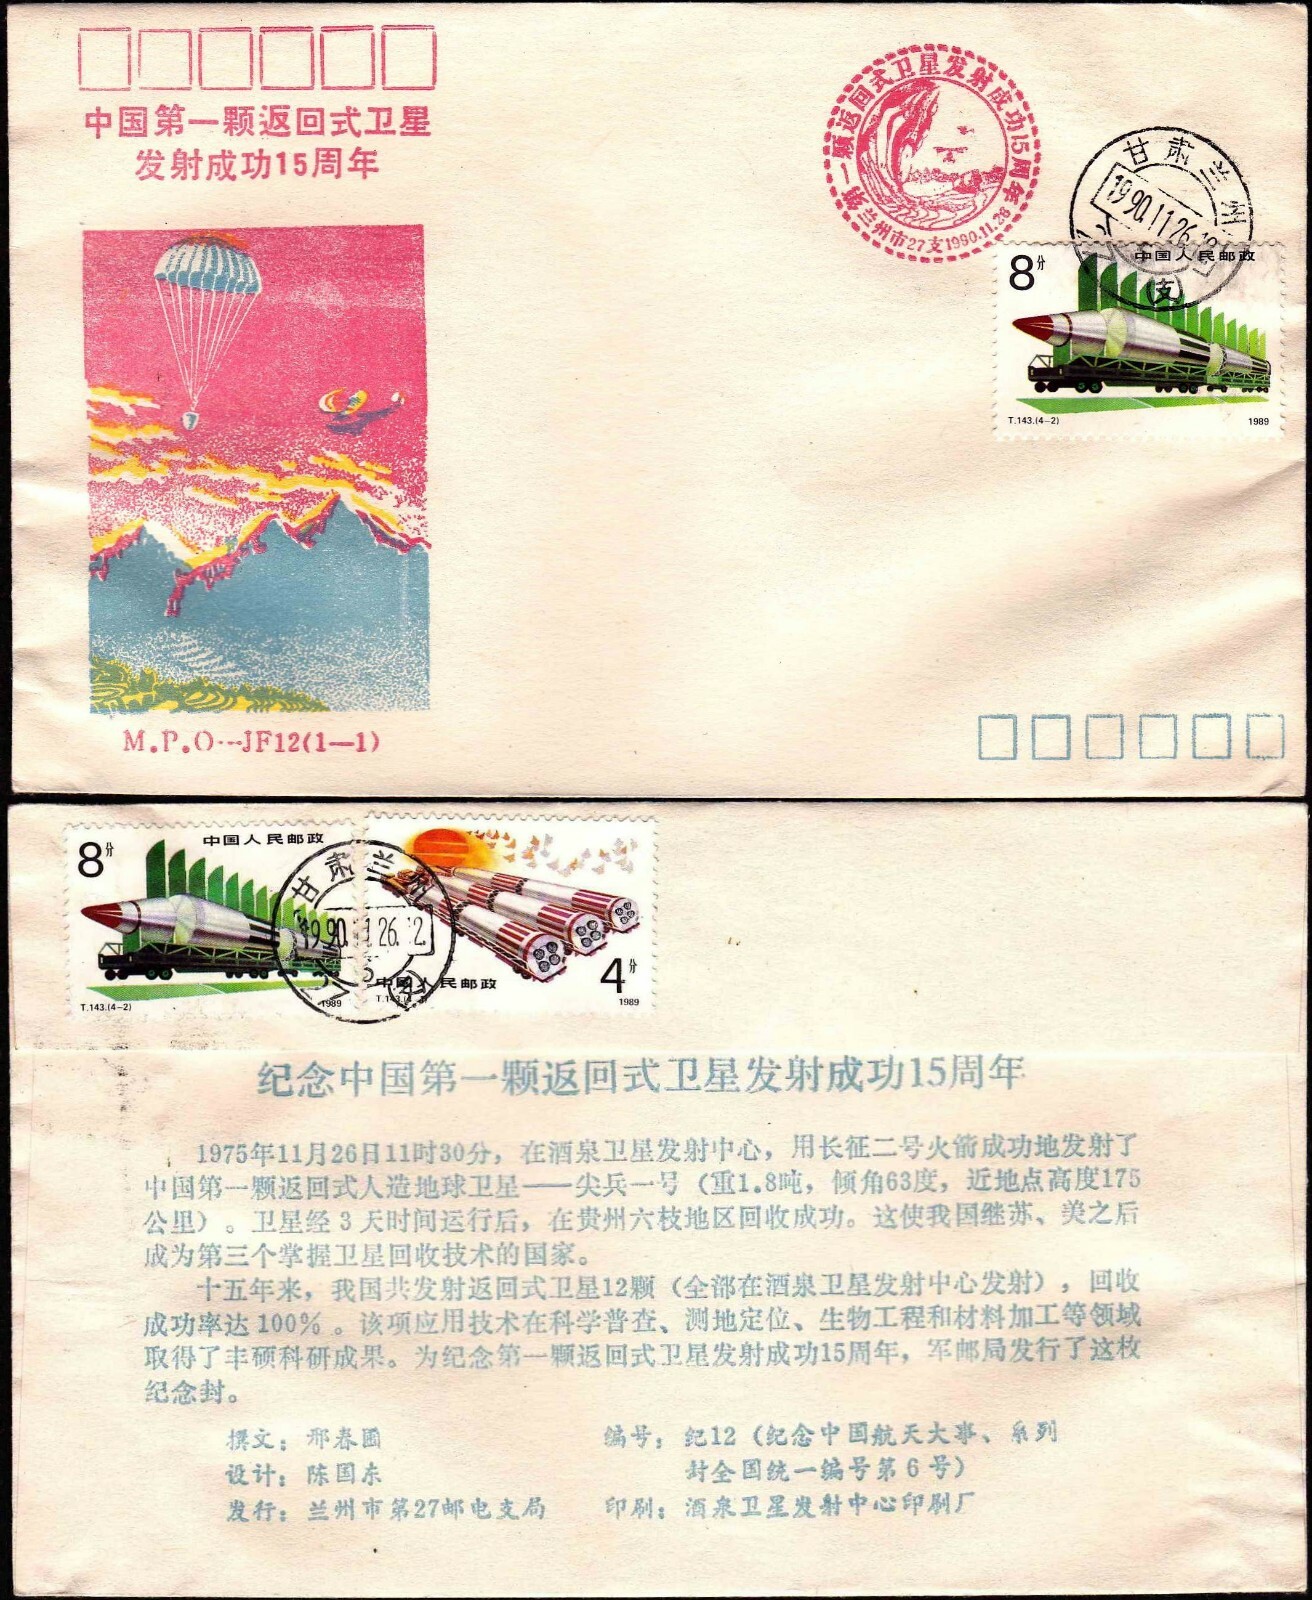 中国第一颗返回式卫星
发射成功15周年
第一颗返回式卫星发射成功15周年
兰州市27支1990.11.26
甘肃兰州
1990.11.26.12
(支)
8分
中国人民邮政
T.143.(4-2)
1989
M.P.O—JF12(1—1)
8分
中国人民邮政
T.143.(4-2)
1989
甘肃兰州
1990.11.26.12.
4分
中国人民邮政
1989
纪念中国第一颗返回式卫星发射成功15周年
1975年11月26日11时30分，在酒泉卫星发射中心，用长征二号火箭成功地发射了
中国第一颗返回式人造地球卫星——尖兵一号（重1.8吨，倾角63度，近地点高度175
公里）。卫星经3天时间运行后，在贵州六枝地区回收成功。这使我国继苏、美之后
成为第三个掌握卫星回收技术的国家。
十五年来，我国共发射返回式卫星12颗（全部在酒泉卫星发射中心发射），回收
成功率达100%。该项应用技术在科学普查、测地定位、生物工程和材料加工等领域
取得了丰硕科研成果。为纪念第一颗返回式卫星发射成功15周年，军邮局发行了这枚
纪念封。
撰文：邢春圃 编号：纪12（纪念中国航天大事、系列
设计：陈国东 封全国统一编号第6号）
发行：兰州市第27邮电支局 印刷：酒泉卫星发射中心印刷厂